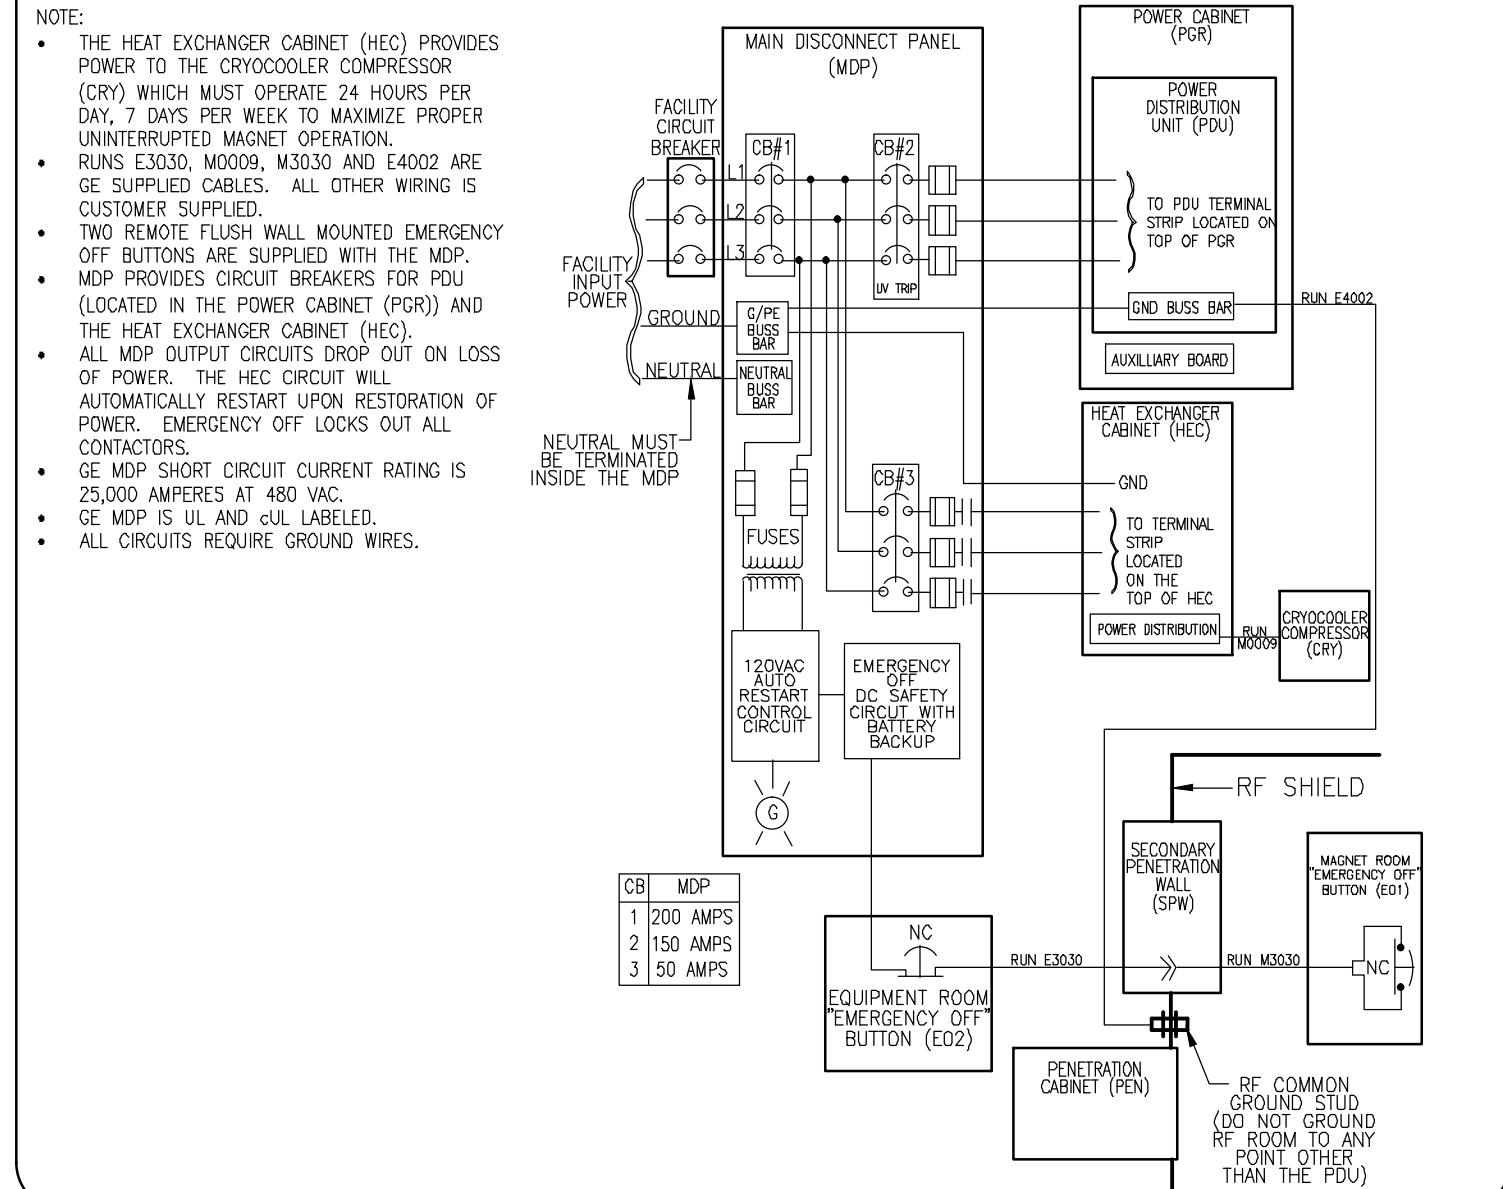 NOTE:
• THE HEAT EXCHANGER CABINET (HEC) PROVIDES
POWER TO THE CRYOCOOLER COMPRESSOR
(CRY) WHICH MUST OPERATE 24 HOURS PER
DAY, 7 DAYS PER WEEK TO MAXIMIZE PROPER
UNINTERRUPTED MAGNET OPERATION.
• RUNS E3030, M0009, M3030 AND E4002 ARE
GE SUPPLIED CABLES. ALL OTHER WIRING IS
CUSTOMER SUPPLIED.
• TWO REMOTE FLUSH WALL MOUNTED EMERGENCY
OFF BUTTONS ARE SUPPLIED WITH THE MDP.
• MDP PROVIDES CIRCUIT BREAKERS FOR PDU
(LOCATED IN THE POWER CABINET (PGR)) AND
THE HEAT EXCHANGER CABINET (HEC).
• ALL MDP OUTPUT CIRCUITS DROP OUT ON LOSS
OF POWER. THE HEC CIRCUIT WILL
AUTOMATICALLY RESTART UPON RESTORATION OF
POWER. EMERGENCY OFF LOCKS OUT ALL
CONTACTORS.
• GE MDP SHORT CIRCUIT CURRENT RATING IS
25,000 AMPERES AT 480 VAC.
• GE MDP IS UL AND cUL LABELED.
• ALL CIRCUITS REQUIRE GROUND WIRES.
FACILITY
INPUT
POWER
FACILITY
CIRCUIT
BREAKER
L1
L2
L3
GROUND
NEUTRAL
NEUTRAL MUST
BE TERMINATED
INSIDE THE MDP
MAIN DISCONNECT PANEL
(MDP)
CB#1
CB#2
UV TRIP
G/PE
BUSS
BAR
NEUTRAL
BUSS
BAR
CB#3
FUSES
120VAC
AUTO
RESTART
CONTROL
CIRCUIT
G
EMERGENCY
OFF
DC SAFETY
CIRCUT WITH
BATTERY
BACKUP
CB MDP
1 200 AMPS
2 150 AMPS
3 50 AMPS
POWER CABINET
(PGR)
POWER
DISTRIBUTION
UNIT (PDU)
TO PDU TERMINAL
STRIP LOCATED ON
TOP OF PGR
GND BUSS BAR
RUN E4002
AUXILLIARY BOARD
HEAT EXCHANGER
CABINET (HEC)
GND
TO TERMINAL
STRIP
LOCATED
ON THE
TOP OF HEC
POWER DISTRIBUTION
RUN
M0009
CRYOCOOLER
COMPRESSOR
(CRY)
RF SHIELD
SECONDARY
PENETRATION
WALL
(SPW)
MAGNET ROOM
"EMERGENCY OFF"
BUTTON (EO1)
NC
NC
EQUIPMENT ROOM
"EMERGENCY OFF"
BUTTON (EO2)
RUN E3030
RUN M3030
PENETRATION
CABINET (PEN)
RF COMMON
GROUND STUD
(DO NOT GROUND
RF ROOM TO ANY
POINT OTHER
THAN THE PDU)